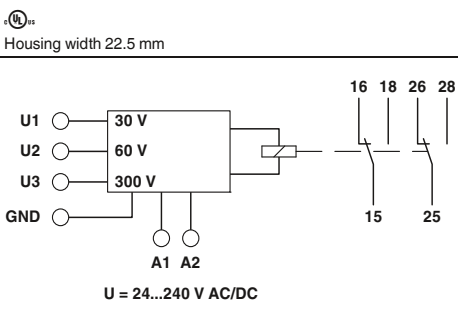 c UL us
Housing width 22.5 mm
16 18 26 28
U1 30 V
U2 60 V
U3 300 V
GND
15 25
A1 A2
U = 24...240 V AC/DC